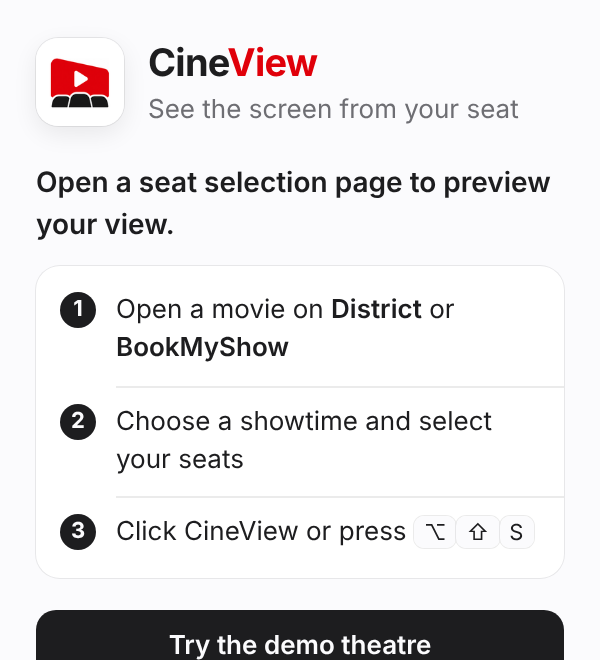 CineView
See the screen from your seat
Open a seat selection page to preview
your view.
1 Open a movie on District or
BookMyShow
2 Choose a showtime and select
your seats
3 Click CineView or press ⌥ ⇧ S
Try the demo theatre